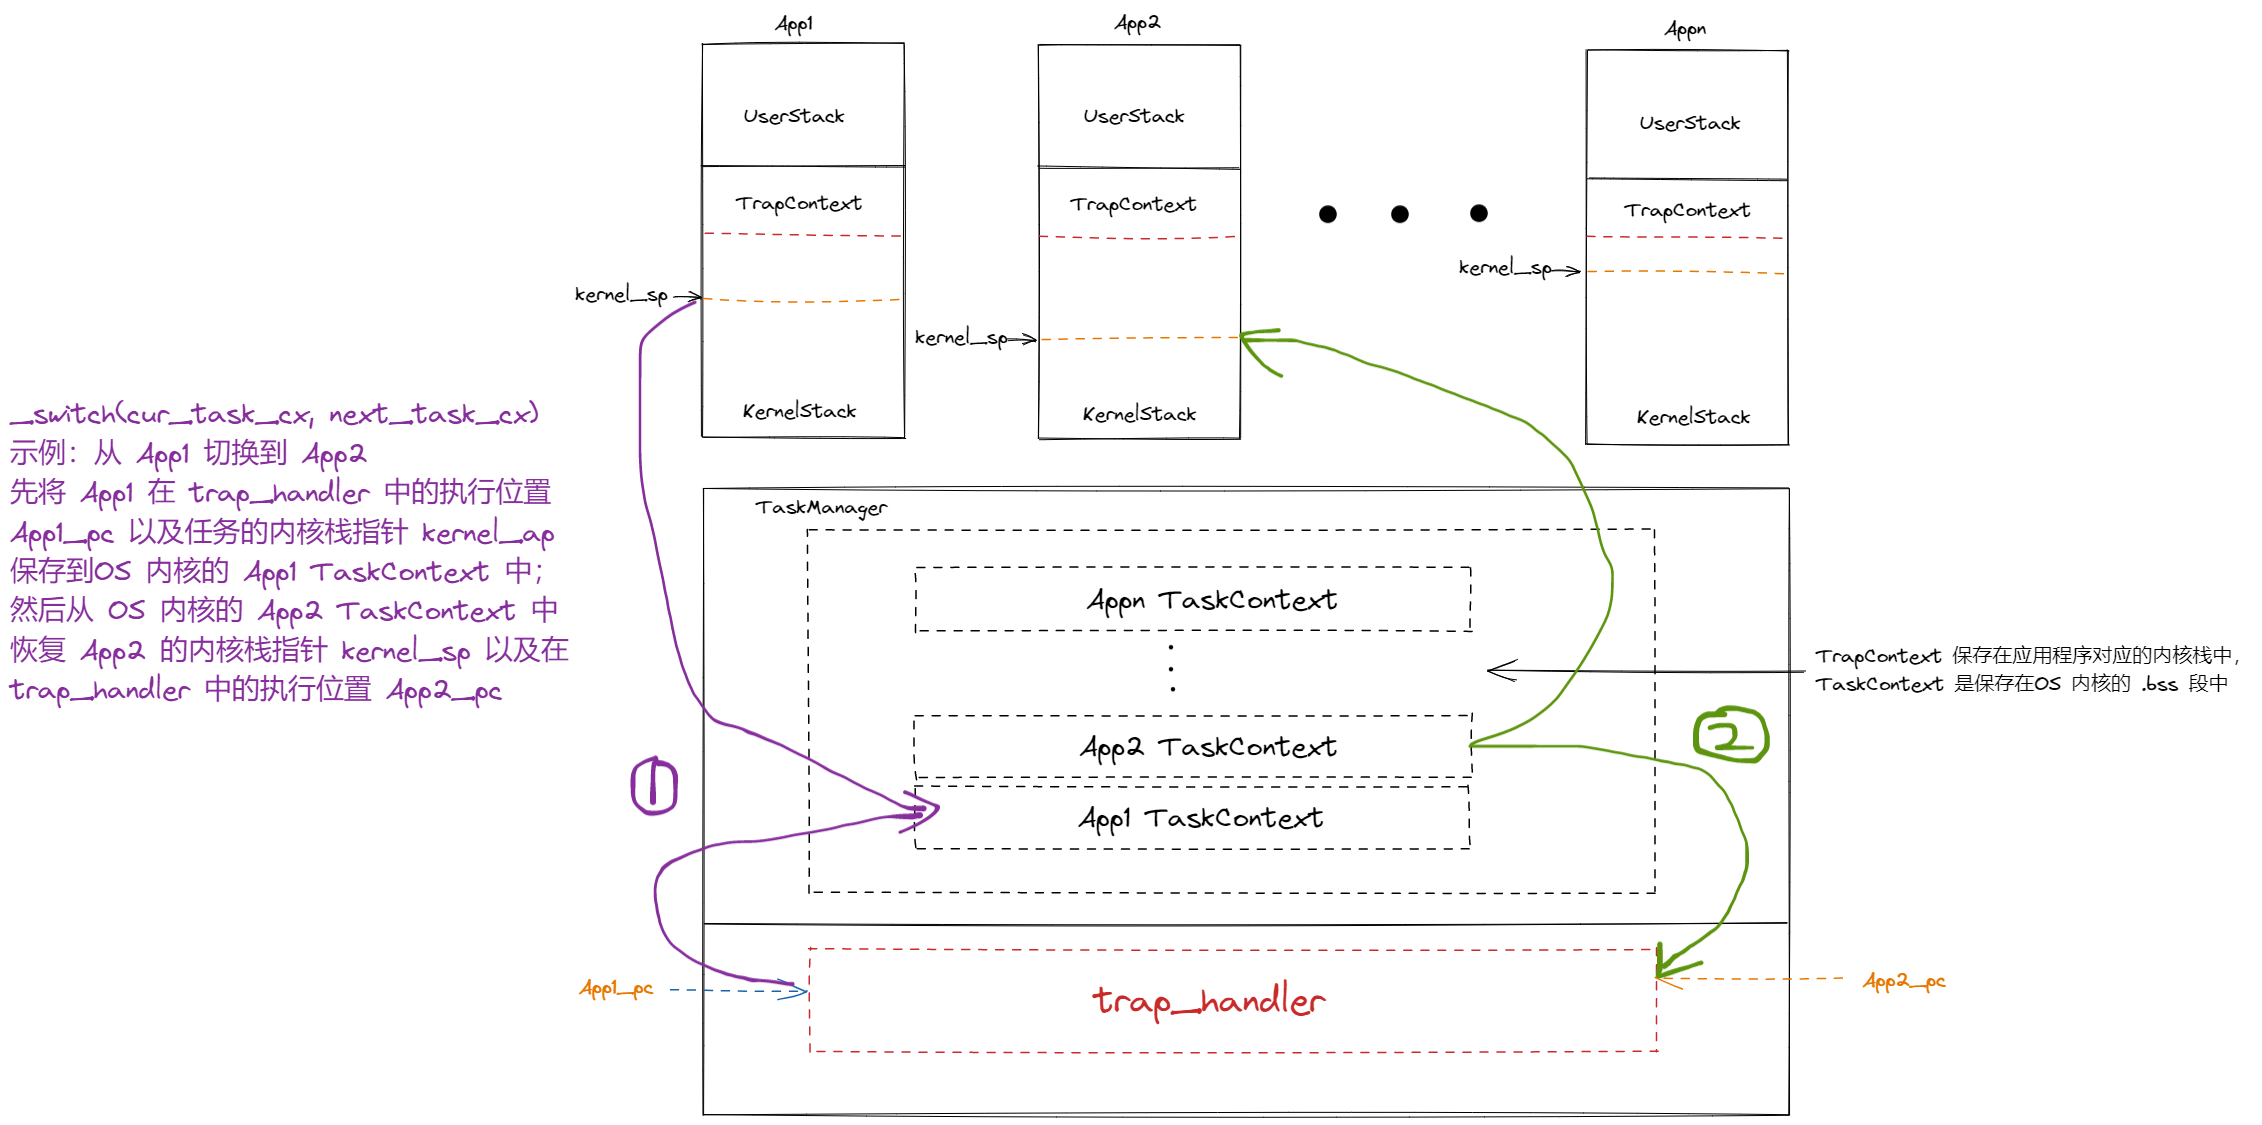 App1
App2
Appn
UserStack
UserStack
UserStack
TrapContext
TrapContext
TrapContext
kernel_sp
kernel_sp
kernel_sp
KernelStack
KernelStack
KernelStack
__switch(cur_task_cx, next_task_cx)
示例：从 App1 切换到 App2
先将 App1 在 trap_handler 中的执行位置
App1_pc 以及任务的内核栈指针 kernel_ap
保存到OS 内核的 App1 TaskContext 中；
然后从 OS 内核的 App2 TaskContext 中
恢复 App2 的内核栈指针 kernel_sp 以及在
trap_handler 中的执行位置 App2_pc
TaskManager
Appn TaskContext
App2 TaskContext
App1 TaskContext
TrapContext 保存在应用程序对应的内核栈中，
TaskContext 是保存在OS 内核的 .bss 段中
1
2
App1_pc
trap_handler
App2_pc